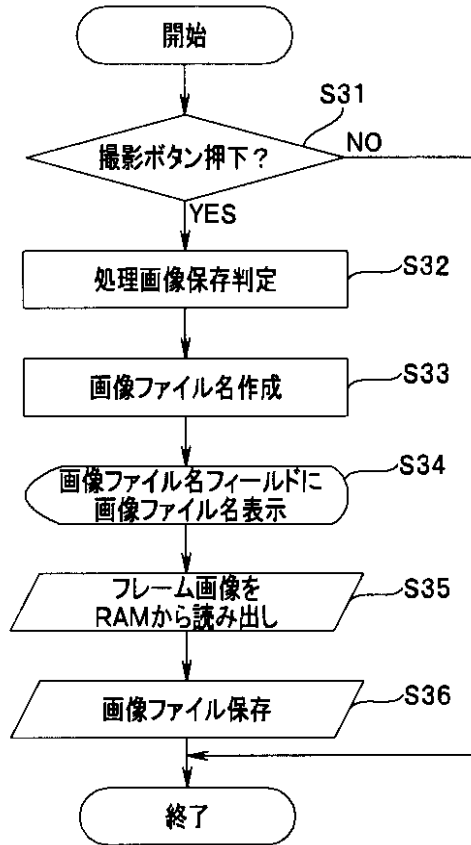 開始
S31
撮影ボタン押下？
NO
YES
処理画像保存判定
S32
画像ファイル名作成
S33
画像ファイル名フィールドに
画像ファイル名表示
S34
フレーム画像を
RAMから読み出し
S35
画像ファイル保存
S36
終了